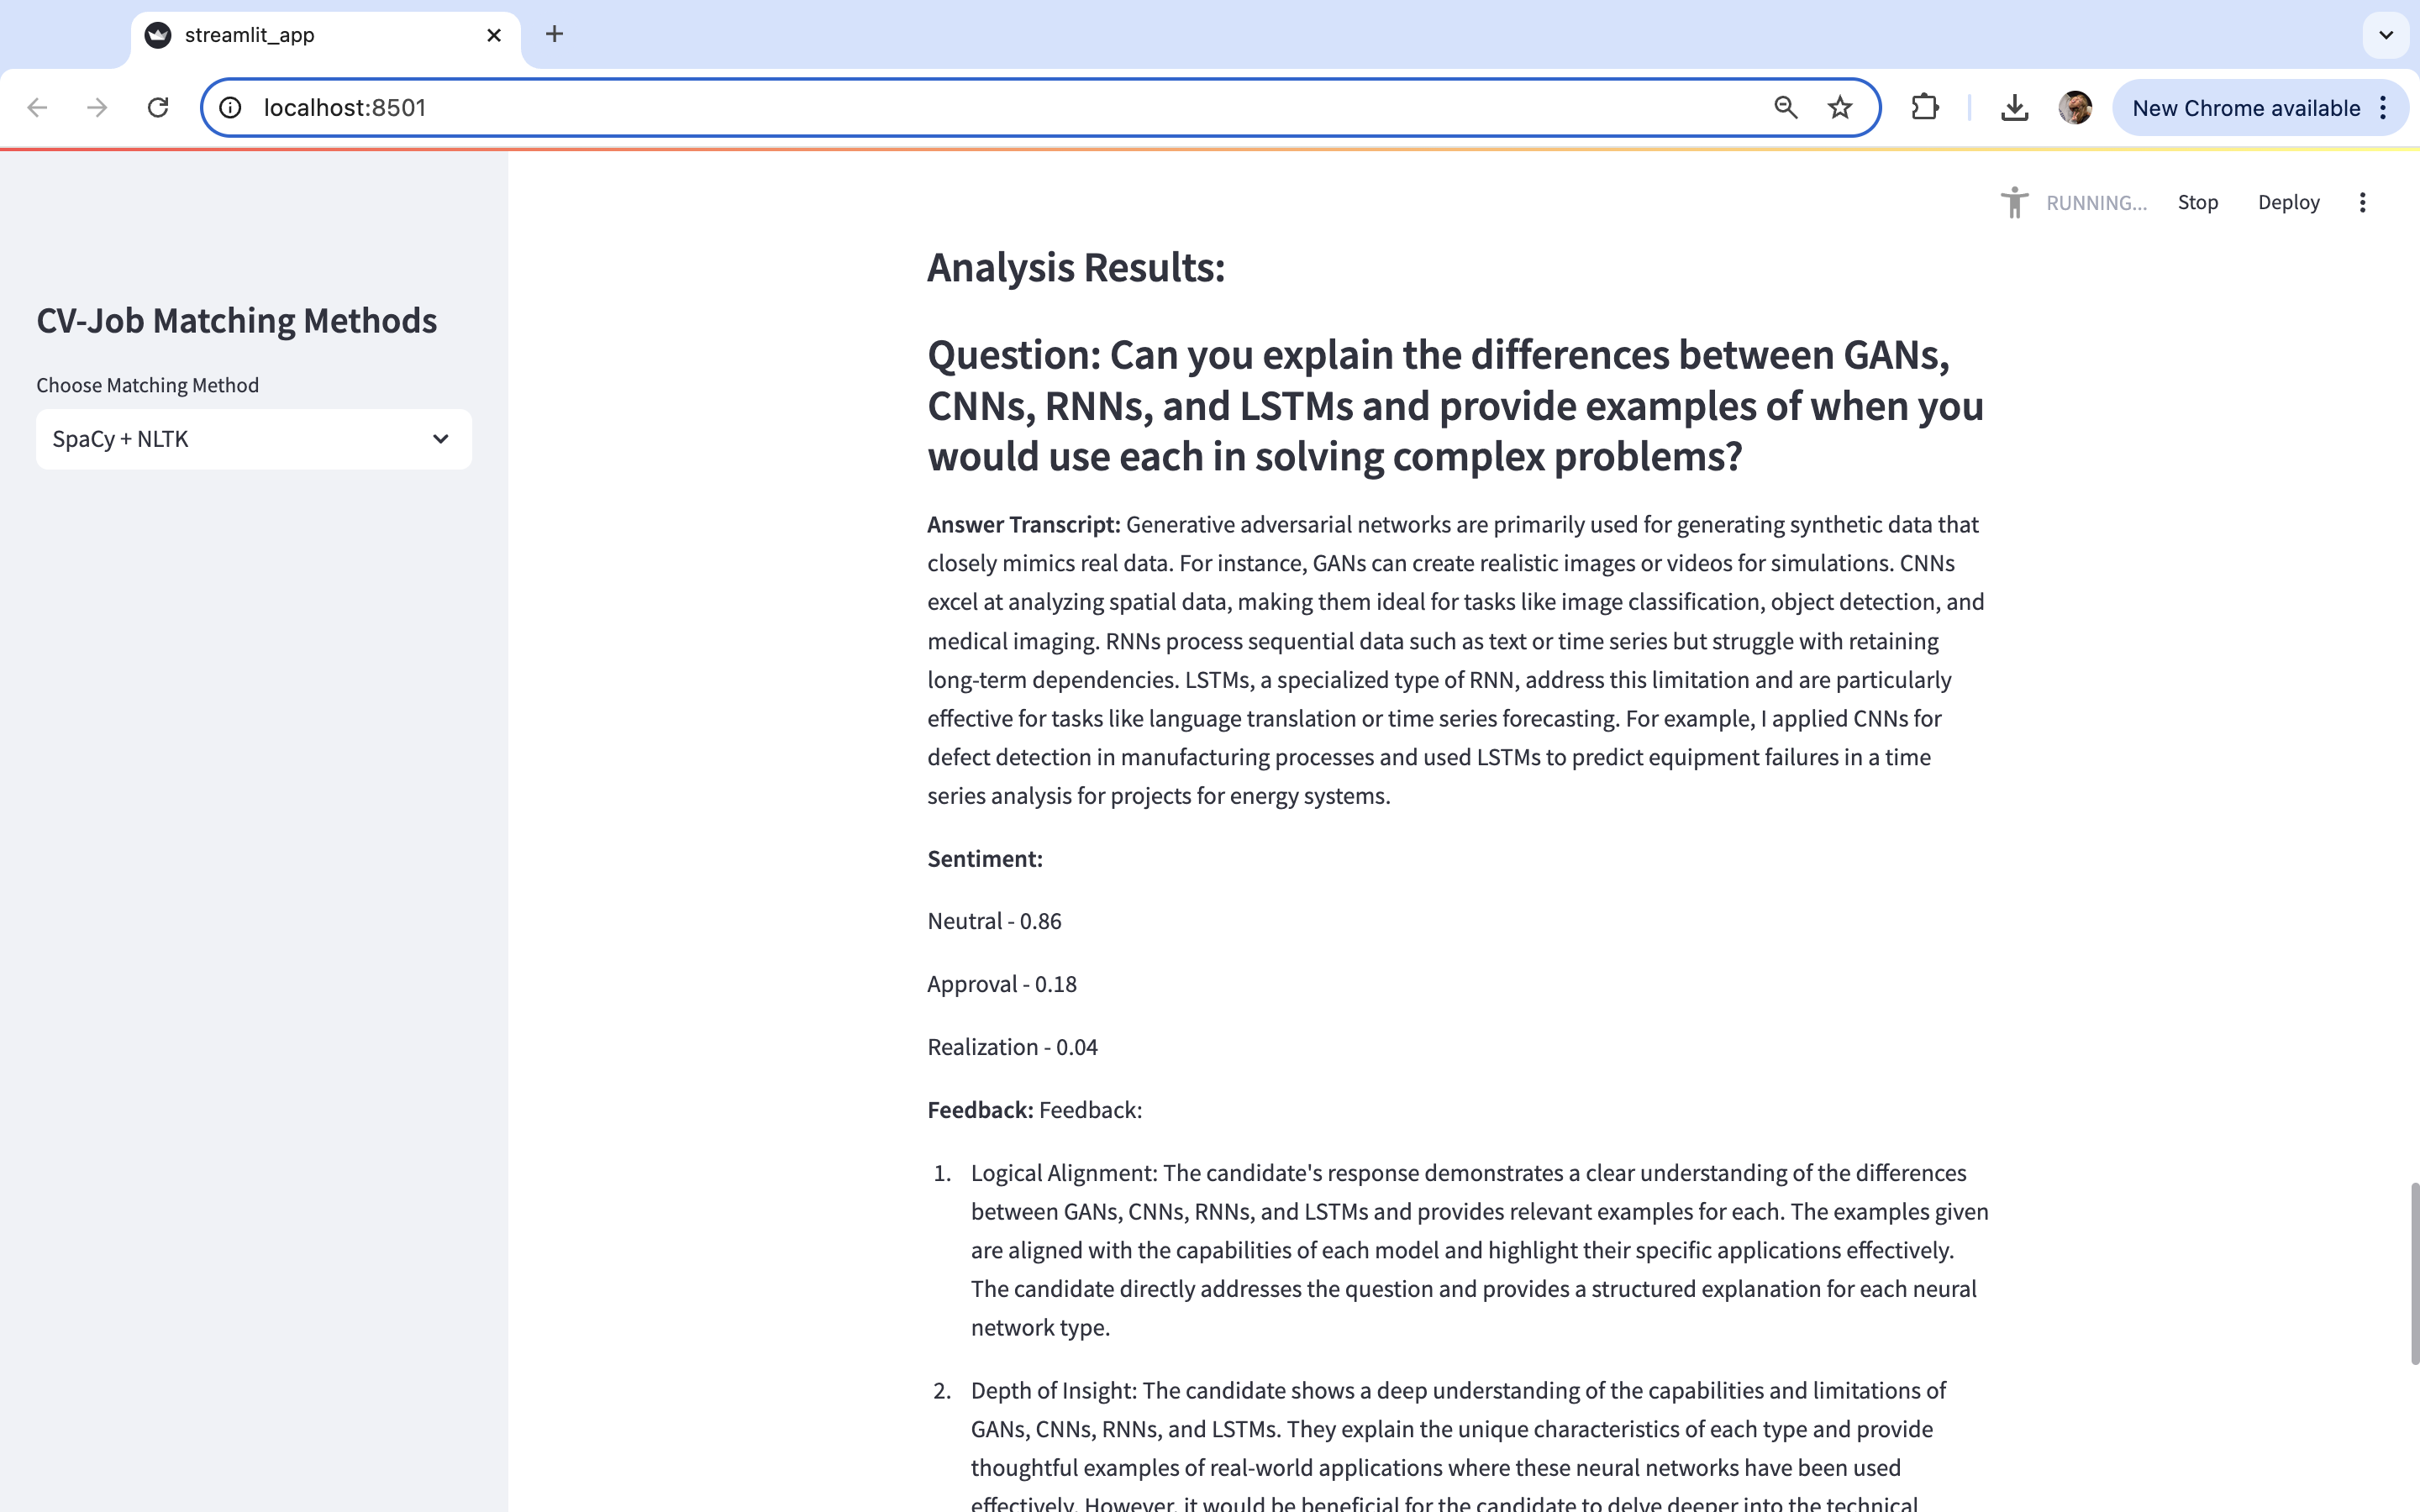 streamlit_app
localhost:8501
New Chrome available
RUNNING...
Stop
Deploy
CV-Job Matching Methods
Choose Matching Method
SpaCy + NLTK
Analysis Results:
Question: Can you explain the differences between GANs,
CNNs, RNNs, and LSTMs and provide examples of when you
would use each in solving complex problems?
Answer Transcript: Generative adversarial networks are primarily used for generating synthetic data that
closely mimics real data. For instance, GANs can create realistic images or videos for simulations. CNNs
excel at analyzing spatial data, making them ideal for tasks like image classification, object detection, and
medical imaging. RNNs process sequential data such as text or time series but struggle with retaining
long-term dependencies. LSTMs, a specialized type of RNN, address this limitation and are particularly
effective for tasks like language translation or time series forecasting. For example, I applied CNNs for
defect detection in manufacturing processes and used LSTMs to predict equipment failures in a time
series analysis for projects for energy systems.
Sentiment:
Neutral - 0.86
Approval - 0.18
Realization - 0.04
Feedback: Feedback:
1. Logical Alignment: The candidate's response demonstrates a clear understanding of the differences
between GANs, CNNs, RNNs, and LSTMs and provides relevant examples for each. The examples given
are aligned with the capabilities of each model and highlight their specific applications effectively.
The candidate directly addresses the question and provides a structured explanation for each neural
network type.
2. Depth of Insight: The candidate shows a deep understanding of the capabilities and limitations of
GANs, CNNs, RNNs, and LSTMs. They explain the unique characteristics of each type and provide
thoughtful examples of real-world applications where these neural networks have been used
effectively. However, it would be beneficial for the candidate to delve deeper into the technical